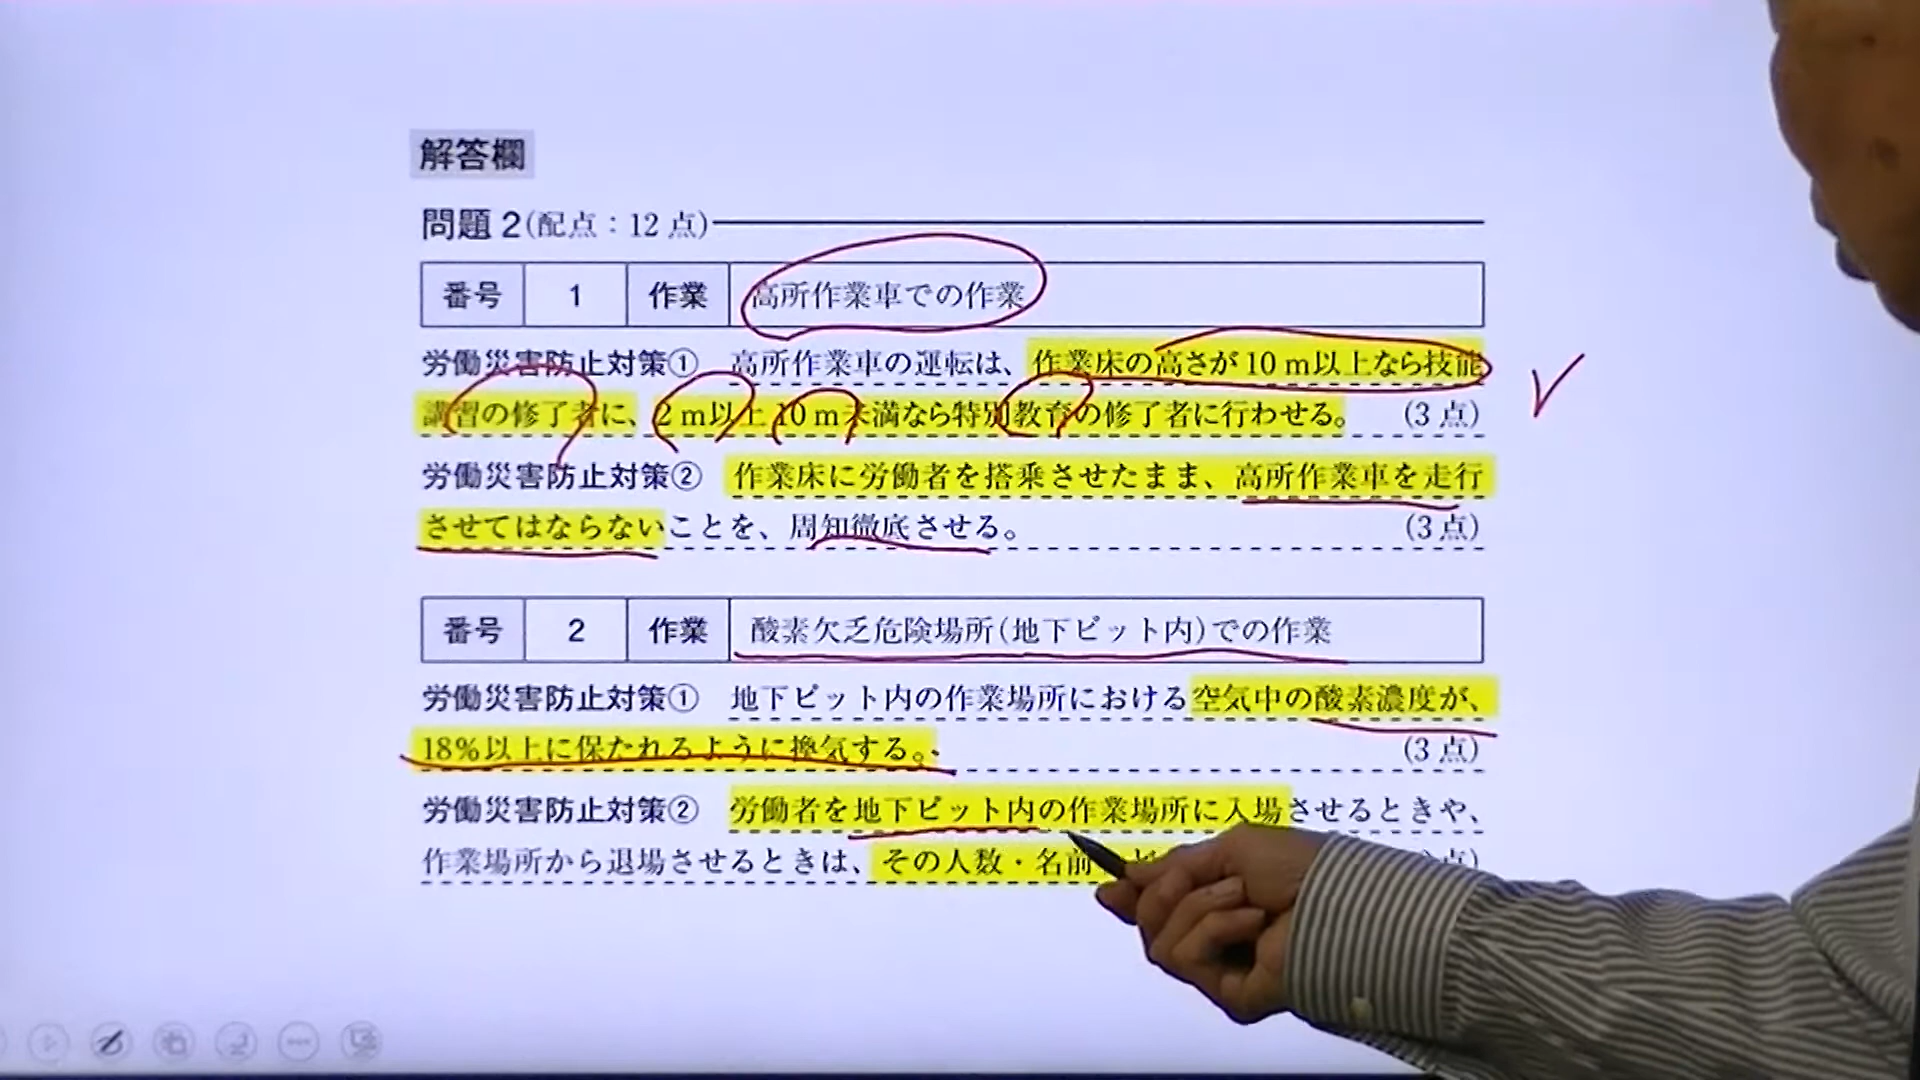 解答欄
問題2(配点：12点)
番号 1 作業 高所作業車での作業
労働災害防止対策① 高所作業車の運転は、作業床の高さが10m以上なら技能
講習の修了者に、2m以上10m未満なら特別教育の修了者に行わせる。 (3点)
労働災害防止対策② 作業床に労働者を搭乗させたまま、高所作業車を走行
させてはならないことを、周知徹底させる。 (3点)
番号 2 作業 酸素欠乏危険場所(地下ピット内)での作業
労働災害防止対策① 地下ピット内の作業場所における空気中の酸素濃度が、
18%以上に保たれるように換気する。 (3点)
労働災害防止対策② 労働者を地下ピット内の作業場所に入場させるときや、
作業場所から退場させるときは、その人数・名前 点)